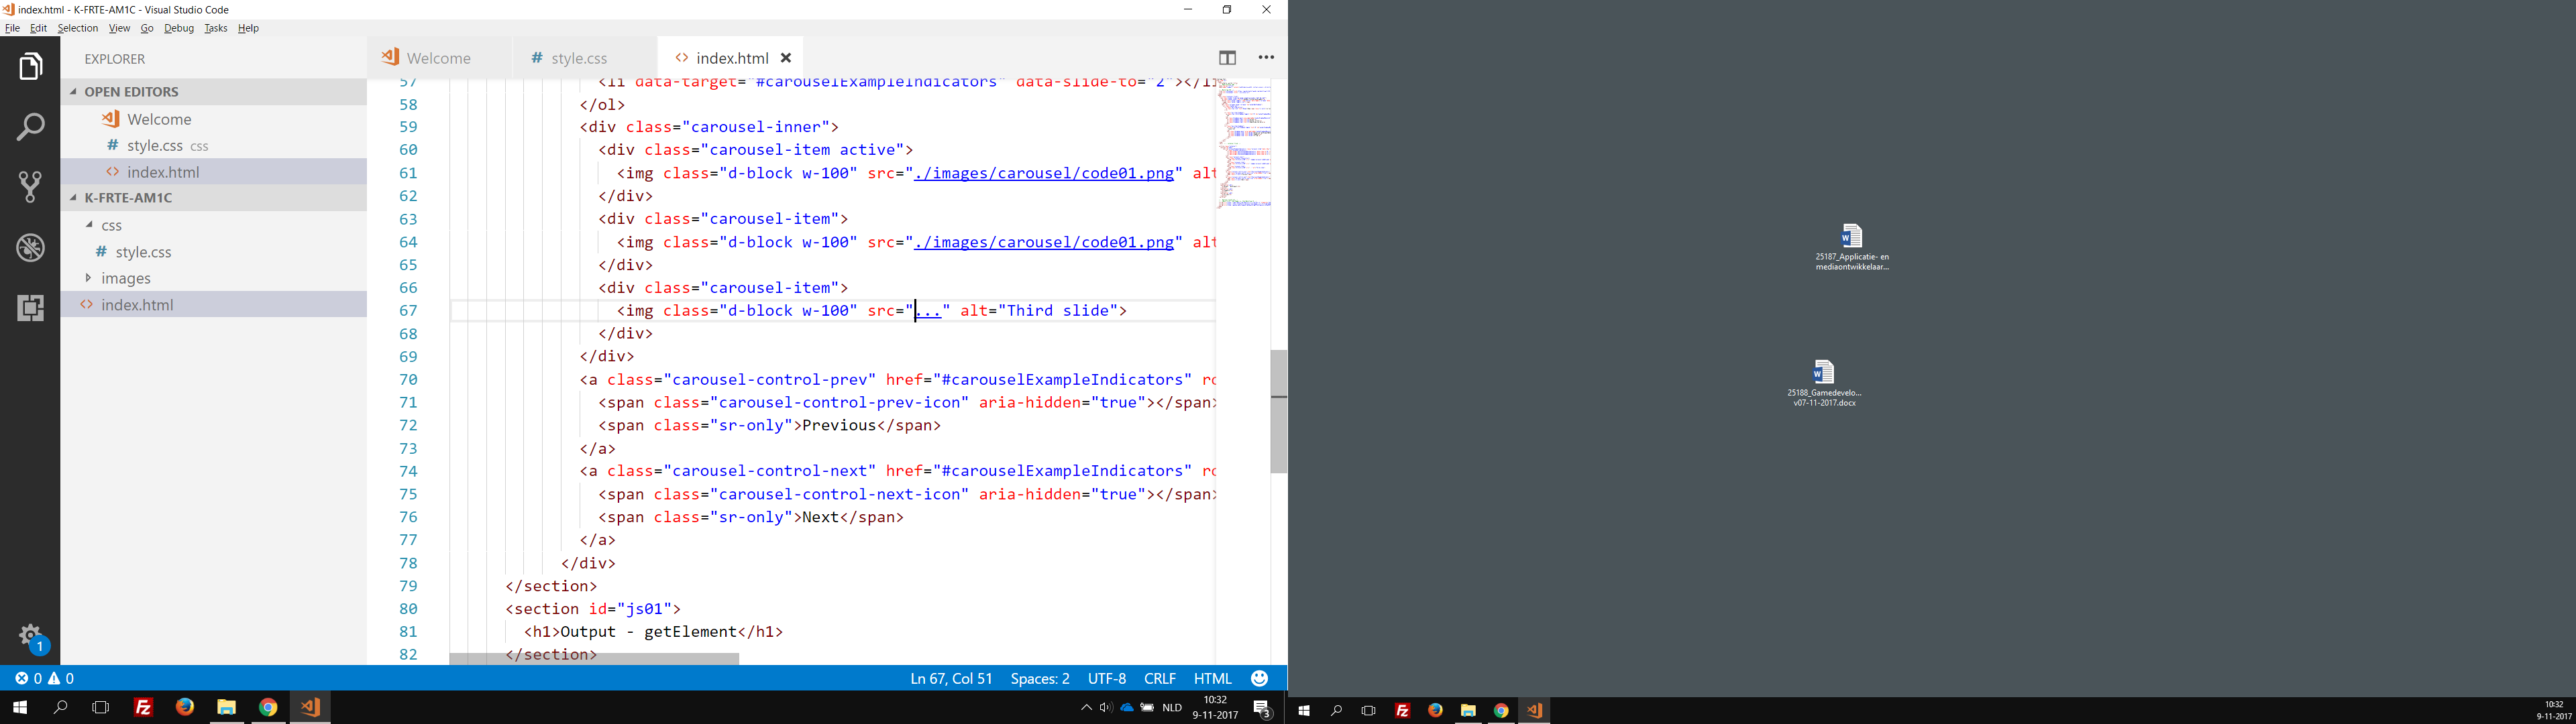 index.html - K-FRTE-AM1C - Visual Studio Code
File Edit Selection View Go Debug Tasks Help
EXPLORER
OPEN EDITORS
Welcome
# style.css css
<> index.html
K-FRTE-AM1C
css
# style.css
images
<> index.html
1
Welcome
# style.css
<> index.html
57 <li data-target="#carouselExampleIndicators" data-slide-to="2"></li
58 </ol>
59 <div class="carousel-inner">
60 <div class="carousel-item active">
61 <img class="d-block w-100" src="./images/carousel/code01.png" alt
62 </div>
63 <div class="carousel-item">
64 <img class="d-block w-100" src="./images/carousel/code01.png" alt
65 </div>
66 <div class="carousel-item">
67 <img class="d-block w-100" src="..." alt="Third slide">
68 </div>
69 </div>
70 <a class="carousel-control-prev" href="#carouselExampleIndicators" ro
71 <span class="carousel-control-prev-icon" aria-hidden="true"></span>
72 <span class="sr-only">Previous</span>
73 </a>
74 <a class="carousel-control-next" href="#carouselExampleIndicators" ro
75 <span class="carousel-control-next-icon" aria-hidden="true"></span>
76 <span class="sr-only">Next</span>
77 </a>
78 </div>
79 </section>
80 <section id="js01">
81 <h1>Output - getElement</h1>
82 </section>
0 0
Ln 67, Col 51 Spaces: 2 UTF-8 CRLF HTML
Fz
NLD
10:32
9-11-2017
3
25187_Applicatie- en
mediaontwikkelaar...
25188_Gamedevelo...
v07-11-2017.docx
Fz
10:32
9-11-2017